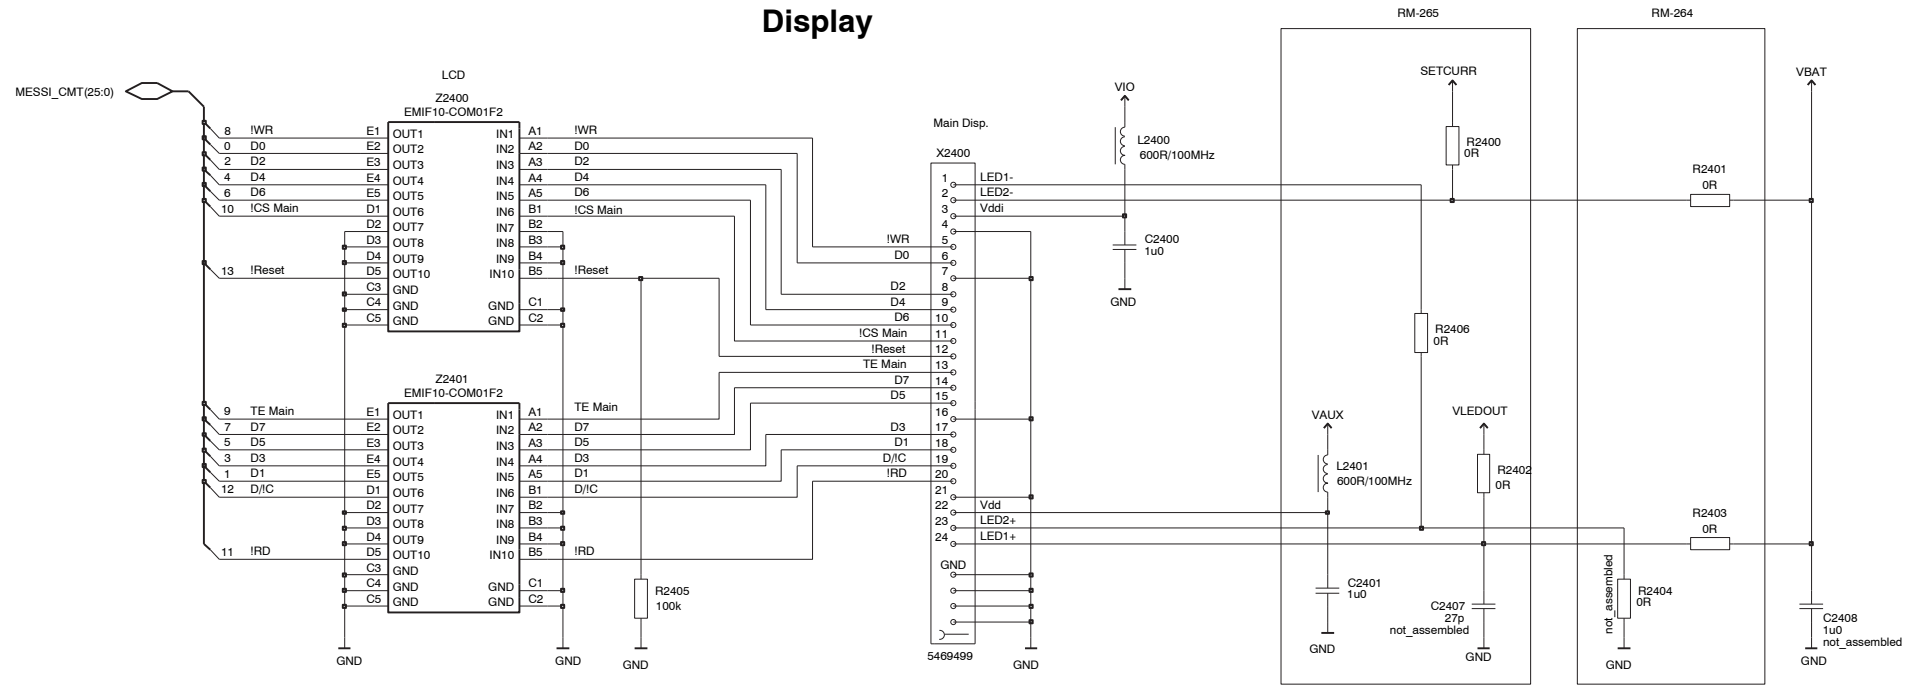 Display
RM-265
RM-264
MESSI_CMT(25:0)
LCD
Z2400
EMIF10-COM01F2
8 !WR E1 OUT1 IN1 A1 !WR
0 D0 E2 OUT2 IN2 A2 D0
2 D2 E3 OUT3 IN3 A3 D2
4 D4 E4 OUT4 IN4 A4 D4
6 D6 E5 OUT5 IN5 A5 D6
10 !CS Main D1 OUT6 IN6 B1 !CS Main
D2 OUT7 IN7 B2
D3 OUT8 IN8 B3
D4 OUT9 IN9 B4
13 !Reset D5 OUT10 IN10 B5 !Reset
C3 GND
C4 GND GND C1
C5 GND GND C2
Z2401
EMIF10-COM01F2
9 TE Main E1 OUT1 IN1 A1 TE Main
7 D7 E2 OUT2 IN2 A2 D7
5 D5 E3 OUT3 IN3 A3 D5
3 D3 E4 OUT4 IN4 A4 D3
1 D1 E5 OUT5 IN5 A5 D1
12 D/!C D1 OUT6 IN6 B1 D/!C
D2 OUT7 IN7 B2
D3 OUT8 IN8 B3
D4 OUT9 IN9 B4
11 !RD D5 OUT10 IN10 B5 !RD
C3 GND
C4 GND GND C1
C5 GND GND C2
GND
GND
R2405
100k
GND
Main Disp.
X2400
1 LED1-
2 LED2-
3 Vddi
4
!WR 5
D0 6
7
D2 8
D4 9
D6 10
!CS Main 11
!Reset 12
TE Main 13
D7 14
D5 15
16
D3 17
D1 18
D/!C 19
!RD 20
21
22 Vdd
23 LED2+
24 LED1+
GND
5469499
GND
VIO
L2400
600R/100MHz
C2400
1u0
GND
SETCURR
R2400
0R
R2406
0R
VAUX
L2401
600R/100MHz
C2401
1u0
GND
VLEDOUT
R2402
0R
C2407
27p
not_assembled
GND
R2401
0R
R2403
0R
not_assembled
R2404
0R
GND
VBAT
C2408
1u0
not_assembled
GND